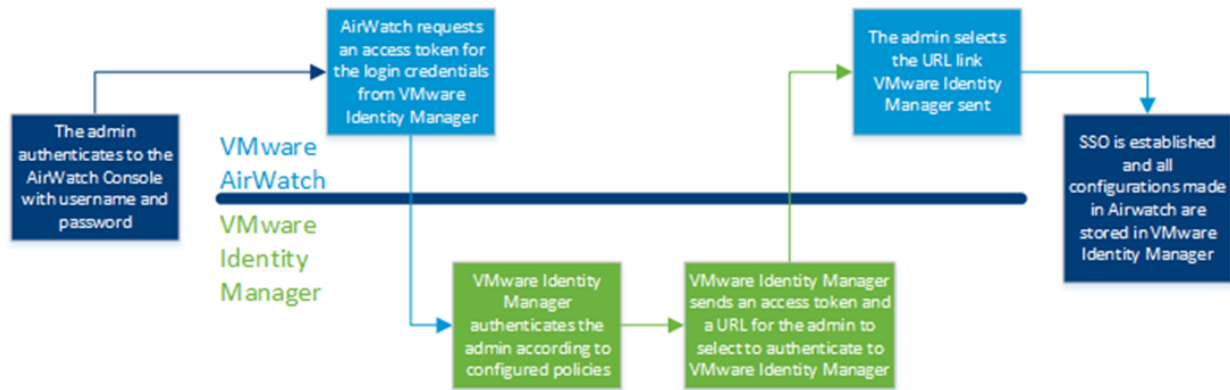 The admin
authenticates to the
AirWatch Console
with username and
password
AirWatch requests
an access token for
the login credentials
from VMware
Identity Manager
VMware
AirWatch
VMware
Identity
Manager
VMware Identity
Manager
authenticates the
admin according to
configured policies
VMware Identity Manager
sends an access token and
a URL for the admin to
select to authenticate to
VMware Identity Manager
The admin selects
the URL link
VMware Identity
Manager sent
SSO is established
and all
configurations made
in Airwatch are
stored in VMware
Identity Manager